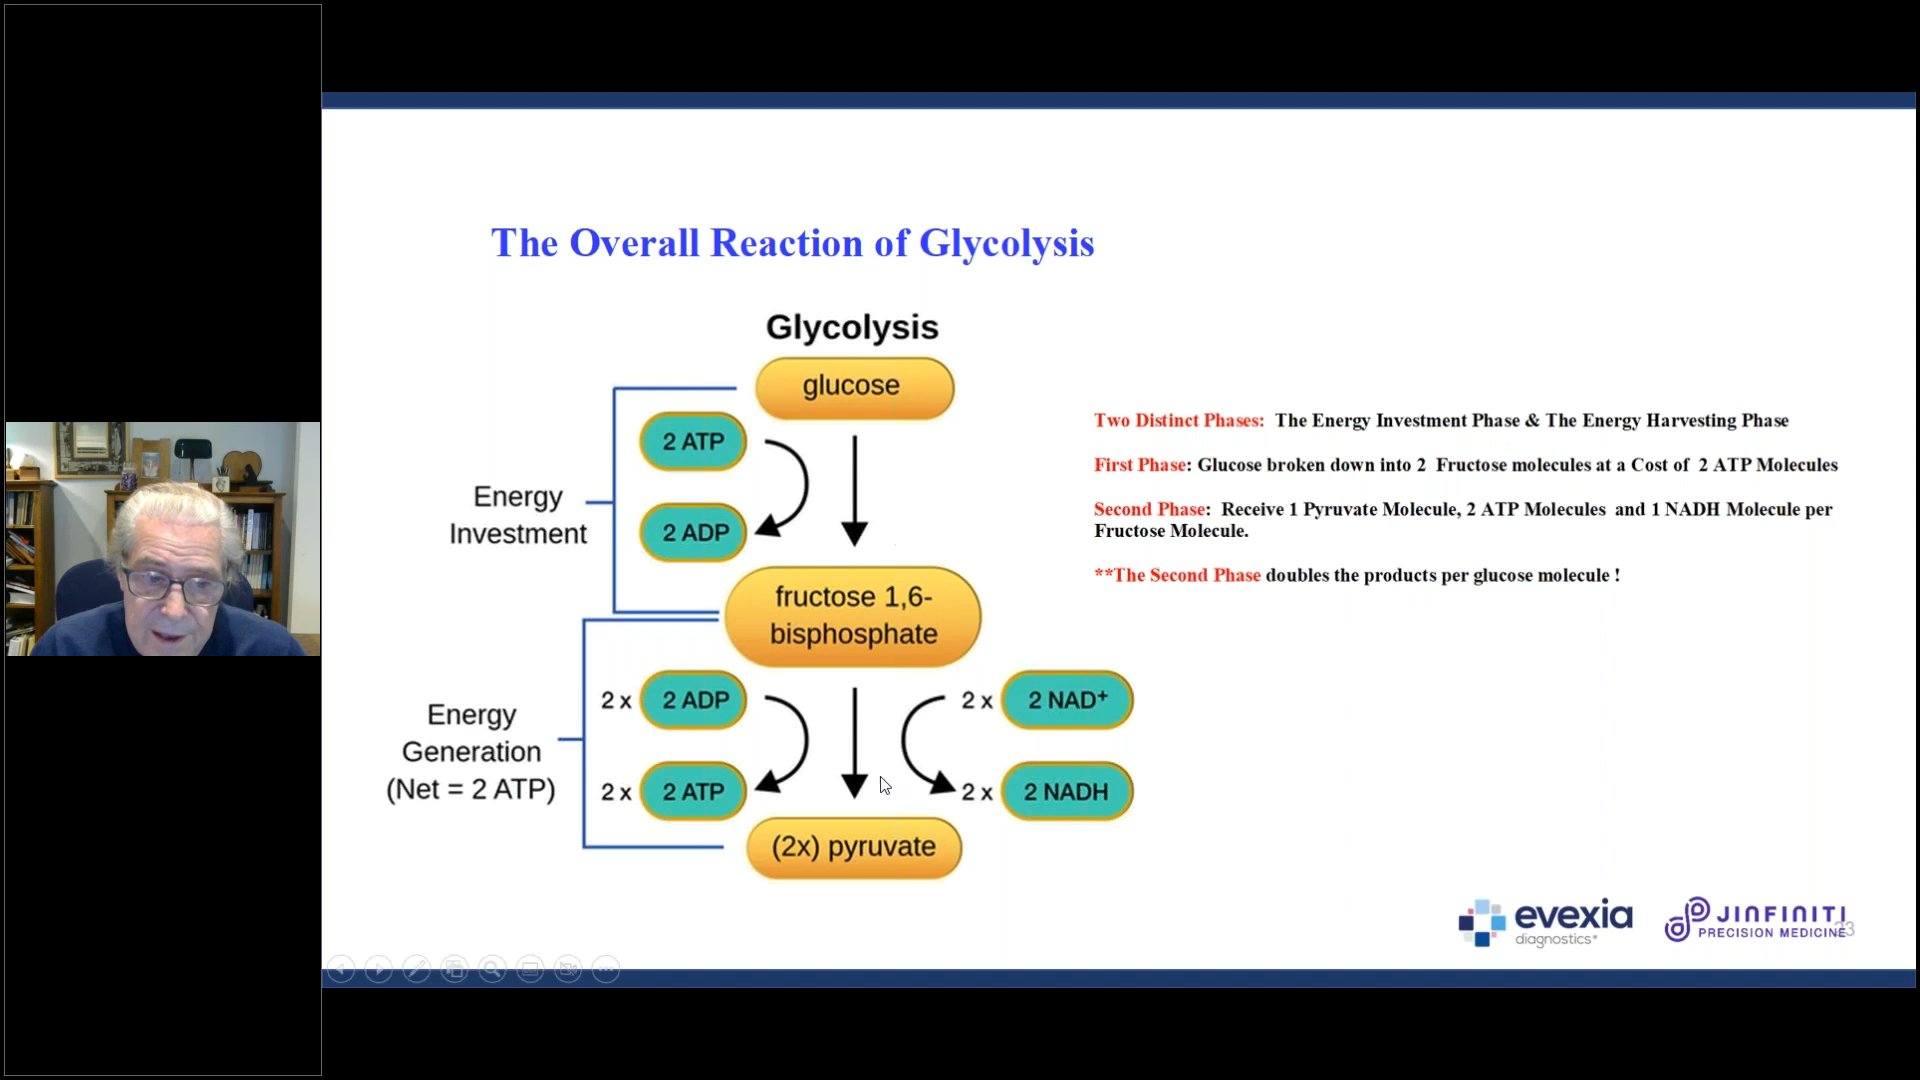 The Overall Reaction of Glycolysis
Glycolysis
glucose
2 ATP
2 ADP
Energy
Investment
fructose 1,6-
bisphosphate
2 x 2 ADP
2 x 2 NAD+
Energy
Generation
(Net = 2 ATP)
2 x 2 ATP
2 x 2 NADH
(2x) pyruvate
Two Distinct Phases: The Energy Investment Phase & The Energy Harvesting Phase
First Phase: Glucose broken down into 2 Fructose molecules at a Cost of 2 ATP Molecules
Second Phase: Receive 1 Pyruvate Molecule, 2 ATP Molecules and 1 NADH Molecule per
Fructose Molecule.
**The Second Phase doubles the products per glucose molecule !
evexia
diagnostics
JINFINITI
PRECISION MEDICINE
23